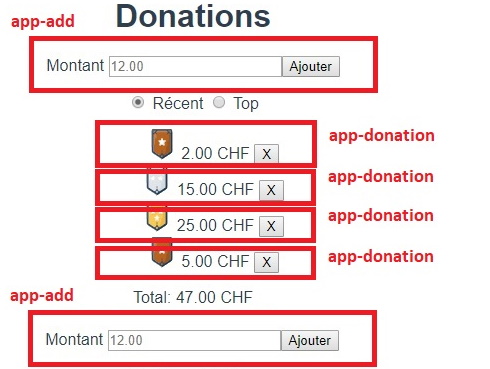 app-add
Donations
Montant 12.00 Ajouter
Récent Top
2.00 CHF X app-donation
15.00 CHF X app-donation
25.00 CHF X app-donation
5.00 CHF X app-donation
app-add Total: 47.00 CHF
Montant 12.00 Ajouter